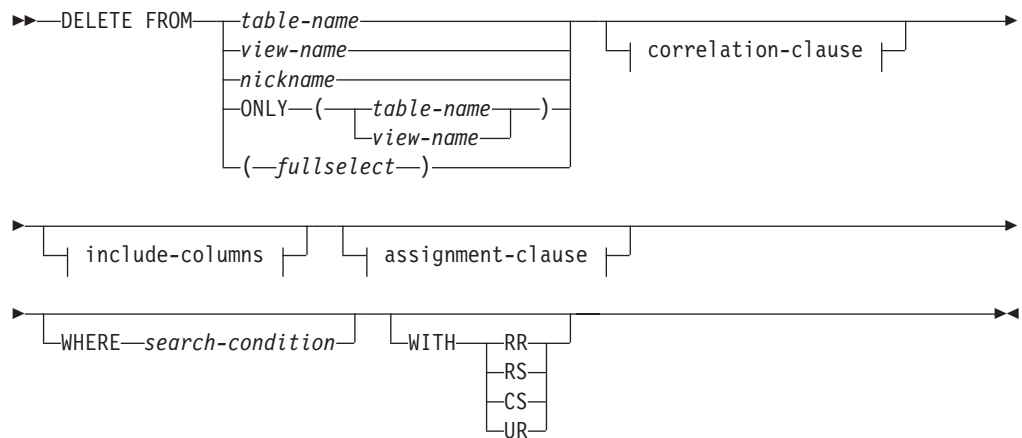 DELETE FROM table-name correlation-clause
view-name
nickname
ONLY ( table-name )
view-name
( fullselect )
include-columns assignment-clause
WHERE search-condition WITH RR
RS
CS
UR